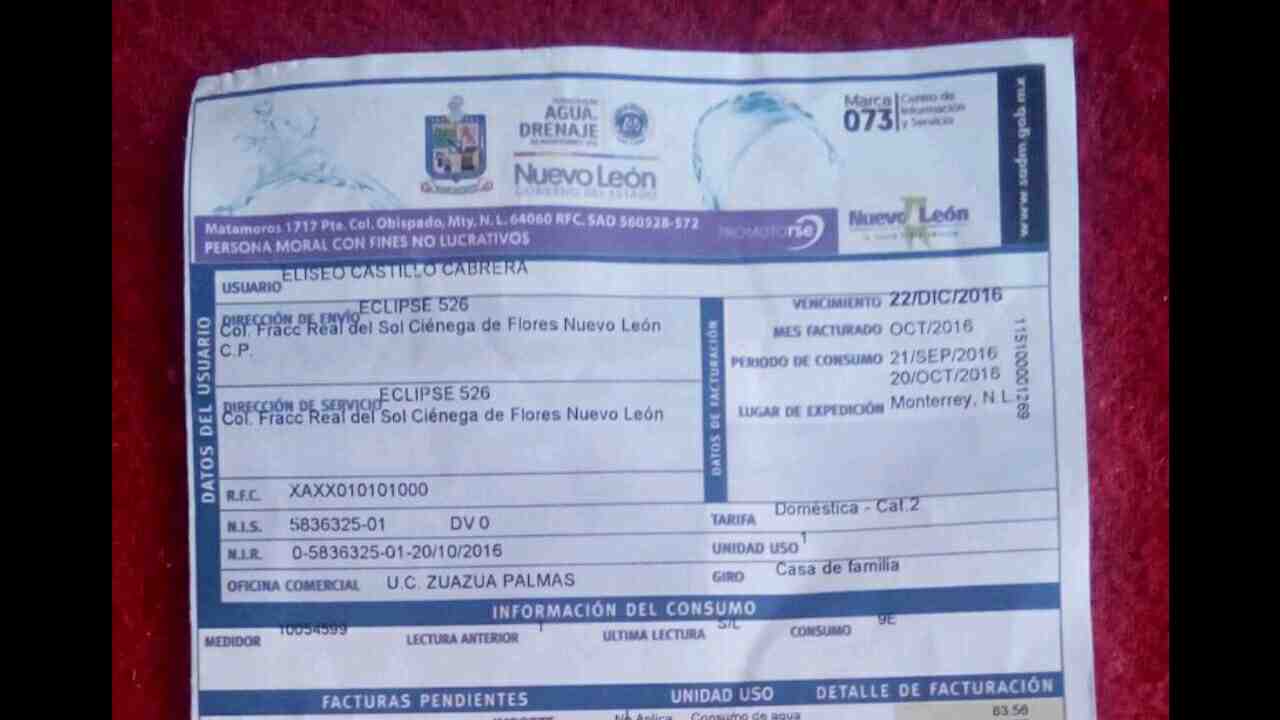 AGUA Y
DRENAJE
Nuevo León
GOBIERNO DEL ESTADO
Marca
073
Centro de
Información
y Servicio
www.sadm.gob.mx
Matamoros 1717 Pte. Col. Obispado, Mty, N. L. 64060 RFC. SAD 560528-572
PERSONA MORAL CON FINES NO LUCRATIVOS
PROMOTORRSE
Nuevo León
DATOS DEL USUARIO
USUARIO ELISEO CASTILLO CABRERA
DIRECCIÓN DE ENVÍO ECLIPSE 526
Col. Fracc Real del Sol Ciénega de Flores Nuevo León
C.P.
DIRECCIÓN DE SERVICIO ECLIPSE 526
Col. Fracc Real del Sol Ciénega de Flores Nuevo León
R.F.C. XAXX010101000
N.I.S. 5836325-01 DV 0
N.I.R. 0-5836325-01-20/10/2016
OFICINA COMERCIAL U.C. ZUAZUA PALMAS
DATOS DE FACTURACIÓN
VENCIMIENTO 22/DIC/2016
MES FACTURADO OCT/2016
PERIODO DE CONSUMO 21/SEP/2016
20/OCT/2016
LUGAR DE EXPEDICIÓN Monterrey, N.L.
115100001269
TARIFA Doméstica - Cat.2
UNIDAD USO 1
GIRO Casa de familia
INFORMACIÓN DEL CONSUMO
MEDIDOR 10054599 LECTURA ANTERIOR 1 ULTIMA LECTURA S/L CONSUMO 9E
FACTURAS PENDIENTES UNIDAD USO DETALLE DE FACTURACIÓN
No Aplica Consumo de agua 63.56